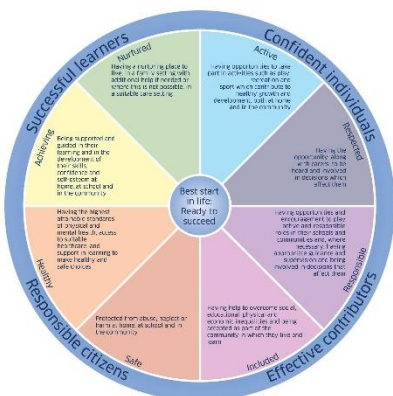 Successful learners
Confident individuals
Nurtured
Having a nurturing place to
live, in a family setting with
additional help if needed or
where this is not possible, in
a suitable care setting
Active
Having opportunities to take
part in activities such as play
recreation and
sport which contribute to
healthy growth and
development, both at home
and in the community
Respected
Having the
opportunity, along
with carers, to
be heard and involved
in decisions which
affect them
Responsible
Having opportunities and
encouragement to play
active and responsible
roles in their schools and
communities and, where
necessary, having
appropriate guidance and
supervision and being
involved in decisions that
affect them
Included
Having help to overcome social,
educational, physical and
economic inequalities and being
accepted as part of the
community in which they live and
learn
Safe
Protected from abuse, neglect or
harm at home, at school and in
the community
Healthy
Having the highest
attainable standards
of physical and
mental health, access
to suitable
healthcare, and
support in learning to
make healthy and
safe choices
Achieving
Being supported and
guided in their
learning and in the
development of
their skills,
confidence and
self-esteem at
home, at school and
in the community
Best start
in life:
Ready to
succeed
Responsible citizens
Effective contributors